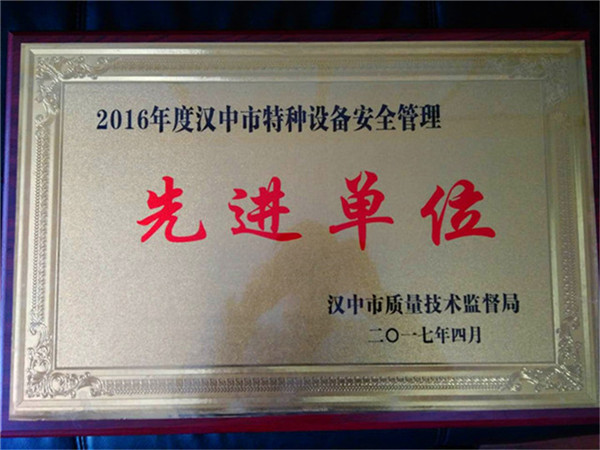 2016年度汉中市特种设备安全管理
先进单位
汉中市质量技术监督局
二〇一七年四月